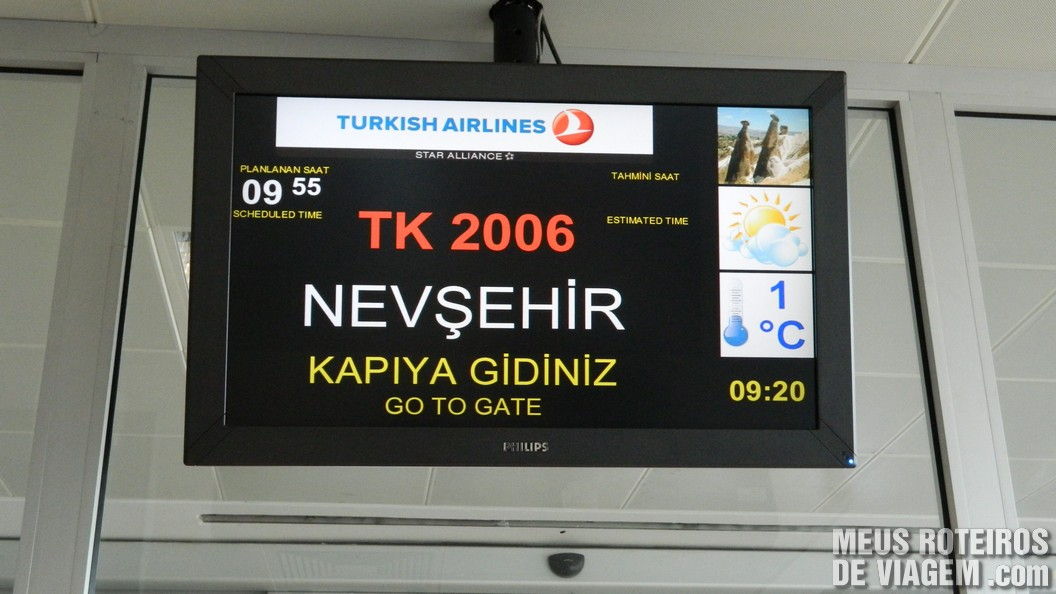 TURKISH AIRLINES
STAR ALLIANCE
PLANLANAN SAAT
09 55
SCHEDULED TIME
TAHMİNİ SAAT
ESTIMATED TIME
TK 2006
NEVŞEHİR
KAPIYA GİDİNİZ
GO TO GATE
1
°C
09:20
PHILIPS
MEUS ROTEIROS
DE VIAGEM .com